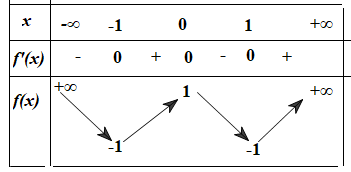 x -∞ -1 0 1 +∞
f'(x) - 0 + 0 - 0 +
+∞ 1 +∞
f(x)
-1 -1